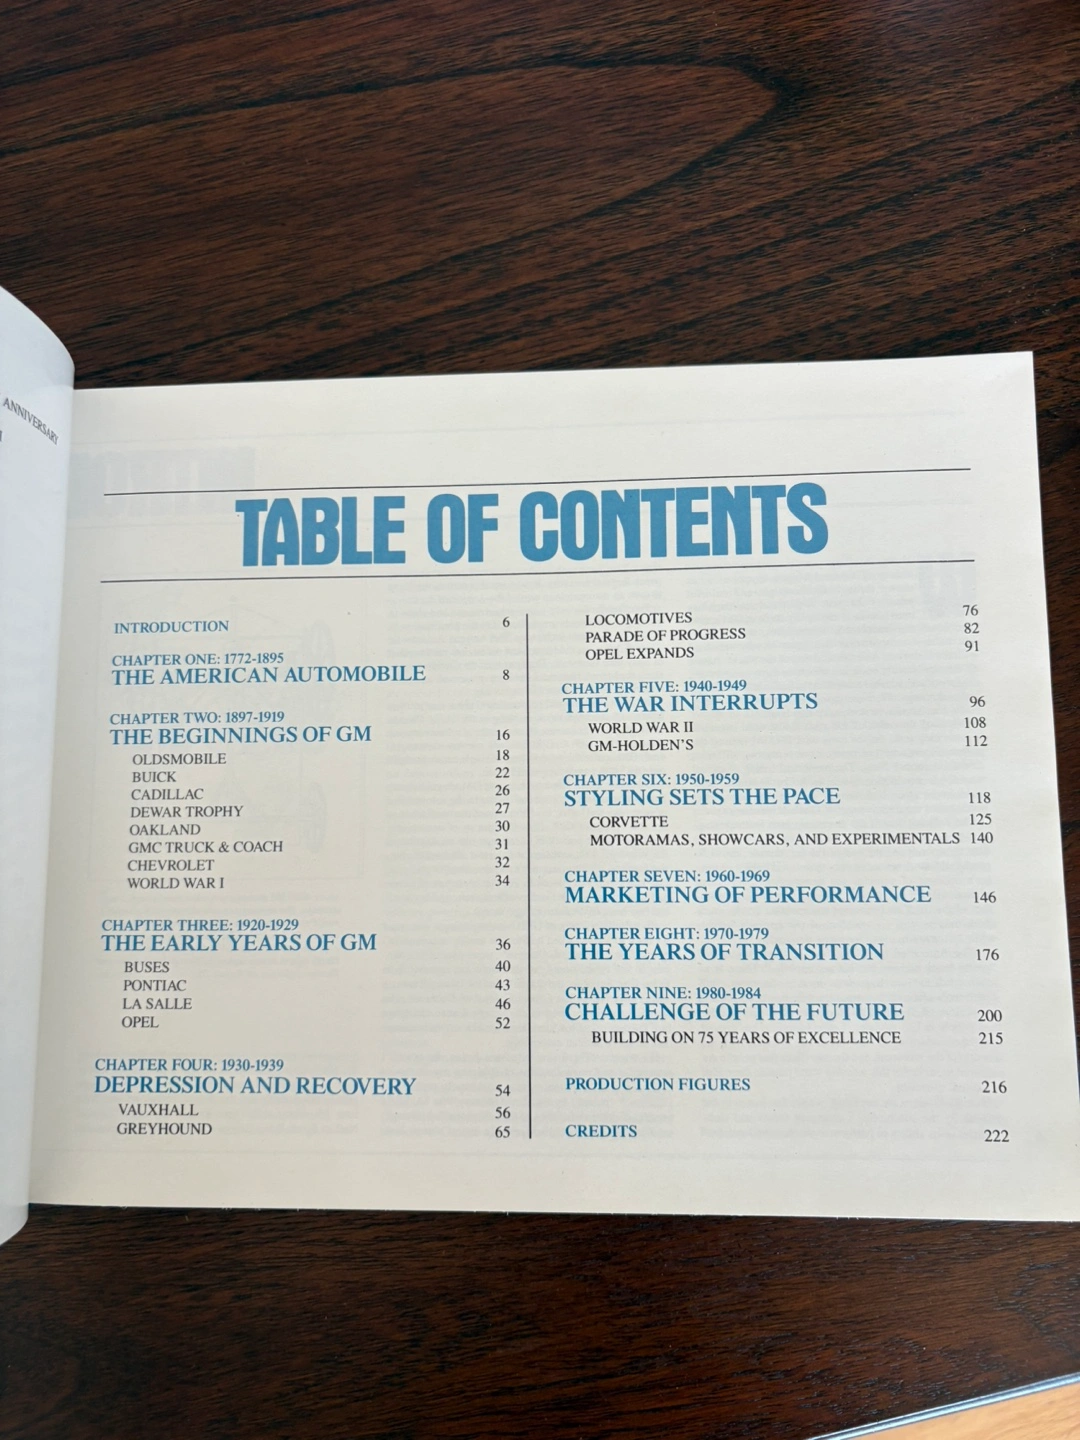 ANNIVERSARY
TABLE OF CONTENTS
INTRODUCTION 6
CHAPTER ONE: 1772-1895
THE AMERICAN AUTOMOBILE 8
CHAPTER TWO: 1897-1919
THE BEGINNINGS OF GM 16
OLDSMOBILE 18
BUICK 22
CADILLAC 26
DEWAR TROPHY 27
OAKLAND 30
GMC TRUCK & COACH 31
CHEVROLET 32
WORLD WAR I 34
CHAPTER THREE: 1920-1929
THE EARLY YEARS OF GM 36
BUSES 40
PONTIAC 43
LA SALLE 46
OPEL 52
CHAPTER FOUR: 1930-1939
DEPRESSION AND RECOVERY 54
VAUXHALL 56
GREYHOUND 65
LOCOMOTIVES 76
PARADE OF PROGRESS 82
OPEL EXPANDS 91
CHAPTER FIVE: 1940-1949
THE WAR INTERRUPTS 96
WORLD WAR II 108
GM-HOLDEN'S 112
CHAPTER SIX: 1950-1959
STYLING SETS THE PACE 118
CORVETTE 125
MOTORAMAS, SHOWCARS, AND EXPERIMENTALS 140
CHAPTER SEVEN: 1960-1969
MARKETING OF PERFORMANCE 146
CHAPTER EIGHT: 1970-1979
THE YEARS OF TRANSITION 176
CHAPTER NINE: 1980-1984
CHALLENGE OF THE FUTURE 200
BUILDING ON 75 YEARS OF EXCELLENCE 215
PRODUCTION FIGURES 216
CREDITS 222